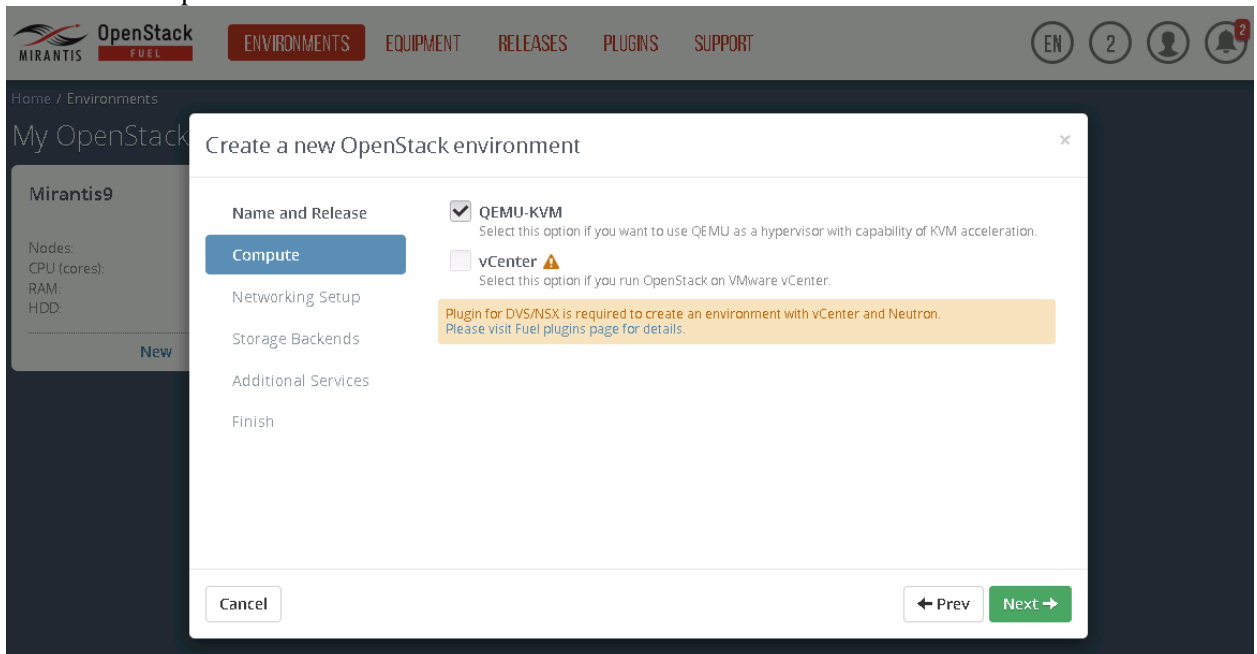 OpenStack
FUEL
MIRANTIS
ENVIRONMENTS EQUIPMENT RELEASES PLUGINS SUPPORT
EN 2 2
Home / Environments
My OpenStack
Create a new OpenStack environment ×
Mirantis9
Nodes:
CPU (cores):
RAM:
HDD:
New
Name and Release
Compute
Networking Setup
Storage Backends
Additional Services
Finish
QEMU-KVM
Select this option if you want to use QEMU as a hypervisor with capability of KVM acceleration.
vCenter
Select this option if you run OpenStack on VMware vCenter.
Plugin for DVS/NSX is required to create an environment with vCenter and Neutron.
Please visit Fuel plugins page for details.
Cancel
← Prev Next →